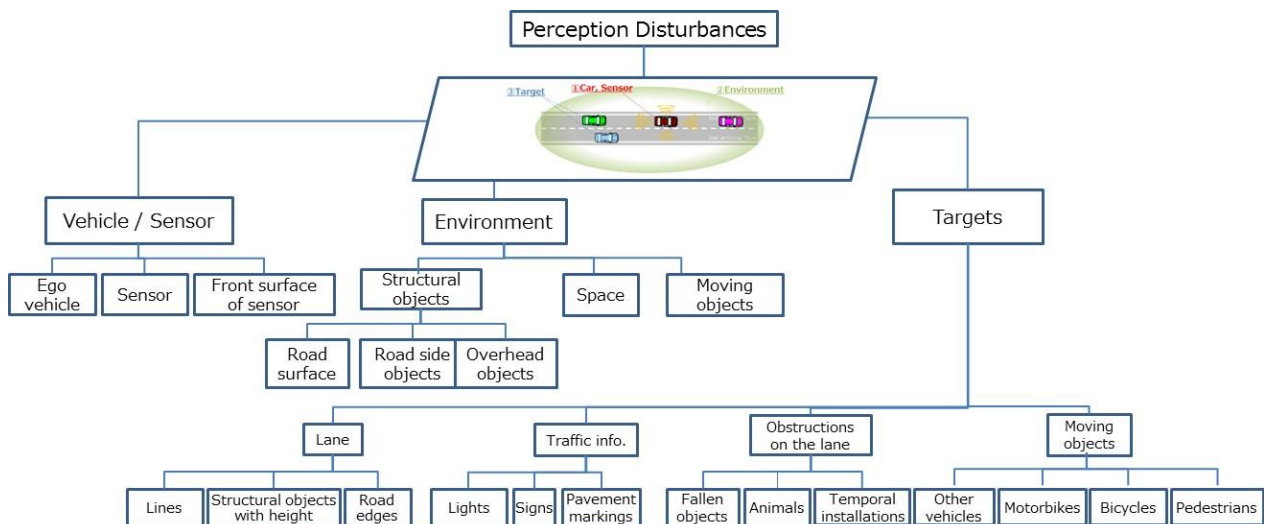 Perception Disturbances
③Target
①Car, Sensor
②Environment
Vehicle / Sensor
Environment
Targets
Ego
vehicle
Sensor
Front surface
of sensor
Structural
objects
Space
Moving
objects
Road
surface
Road side
objects
Overhead
objects
Lane
Traffic info.
Obstructions
on the lane
Moving
objects
Lines
Structural objects
with height
Road
edges
Lights
Signs
Pavement
markings
Fallen
objects
Animals
Temporal
installations
Other
vehicles
Motorbikes
Bicycles
Pedestrians